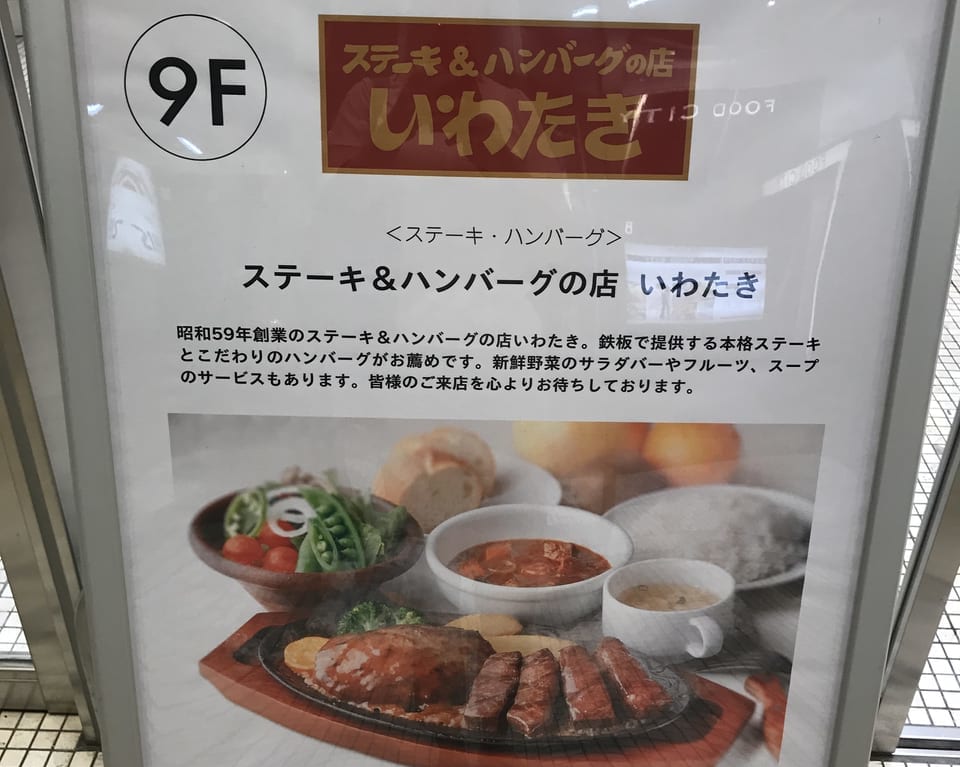 9F
ステーキ&ハンバーグの店
いわたき
FOOD CITY
<ステーキ・ハンバーグ>
ステーキ&ハンバーグの店 いわたき
昭和59年創業のステーキ&ハンバーグの店いわたき。鉄板で提供する本格ステーキ
とこだわりのハンバーグがお薦めです。新鮮野菜のサラダバーやフルーツ、スープ
のサービスもあります。皆様のご来店を心よりお待ちしております。